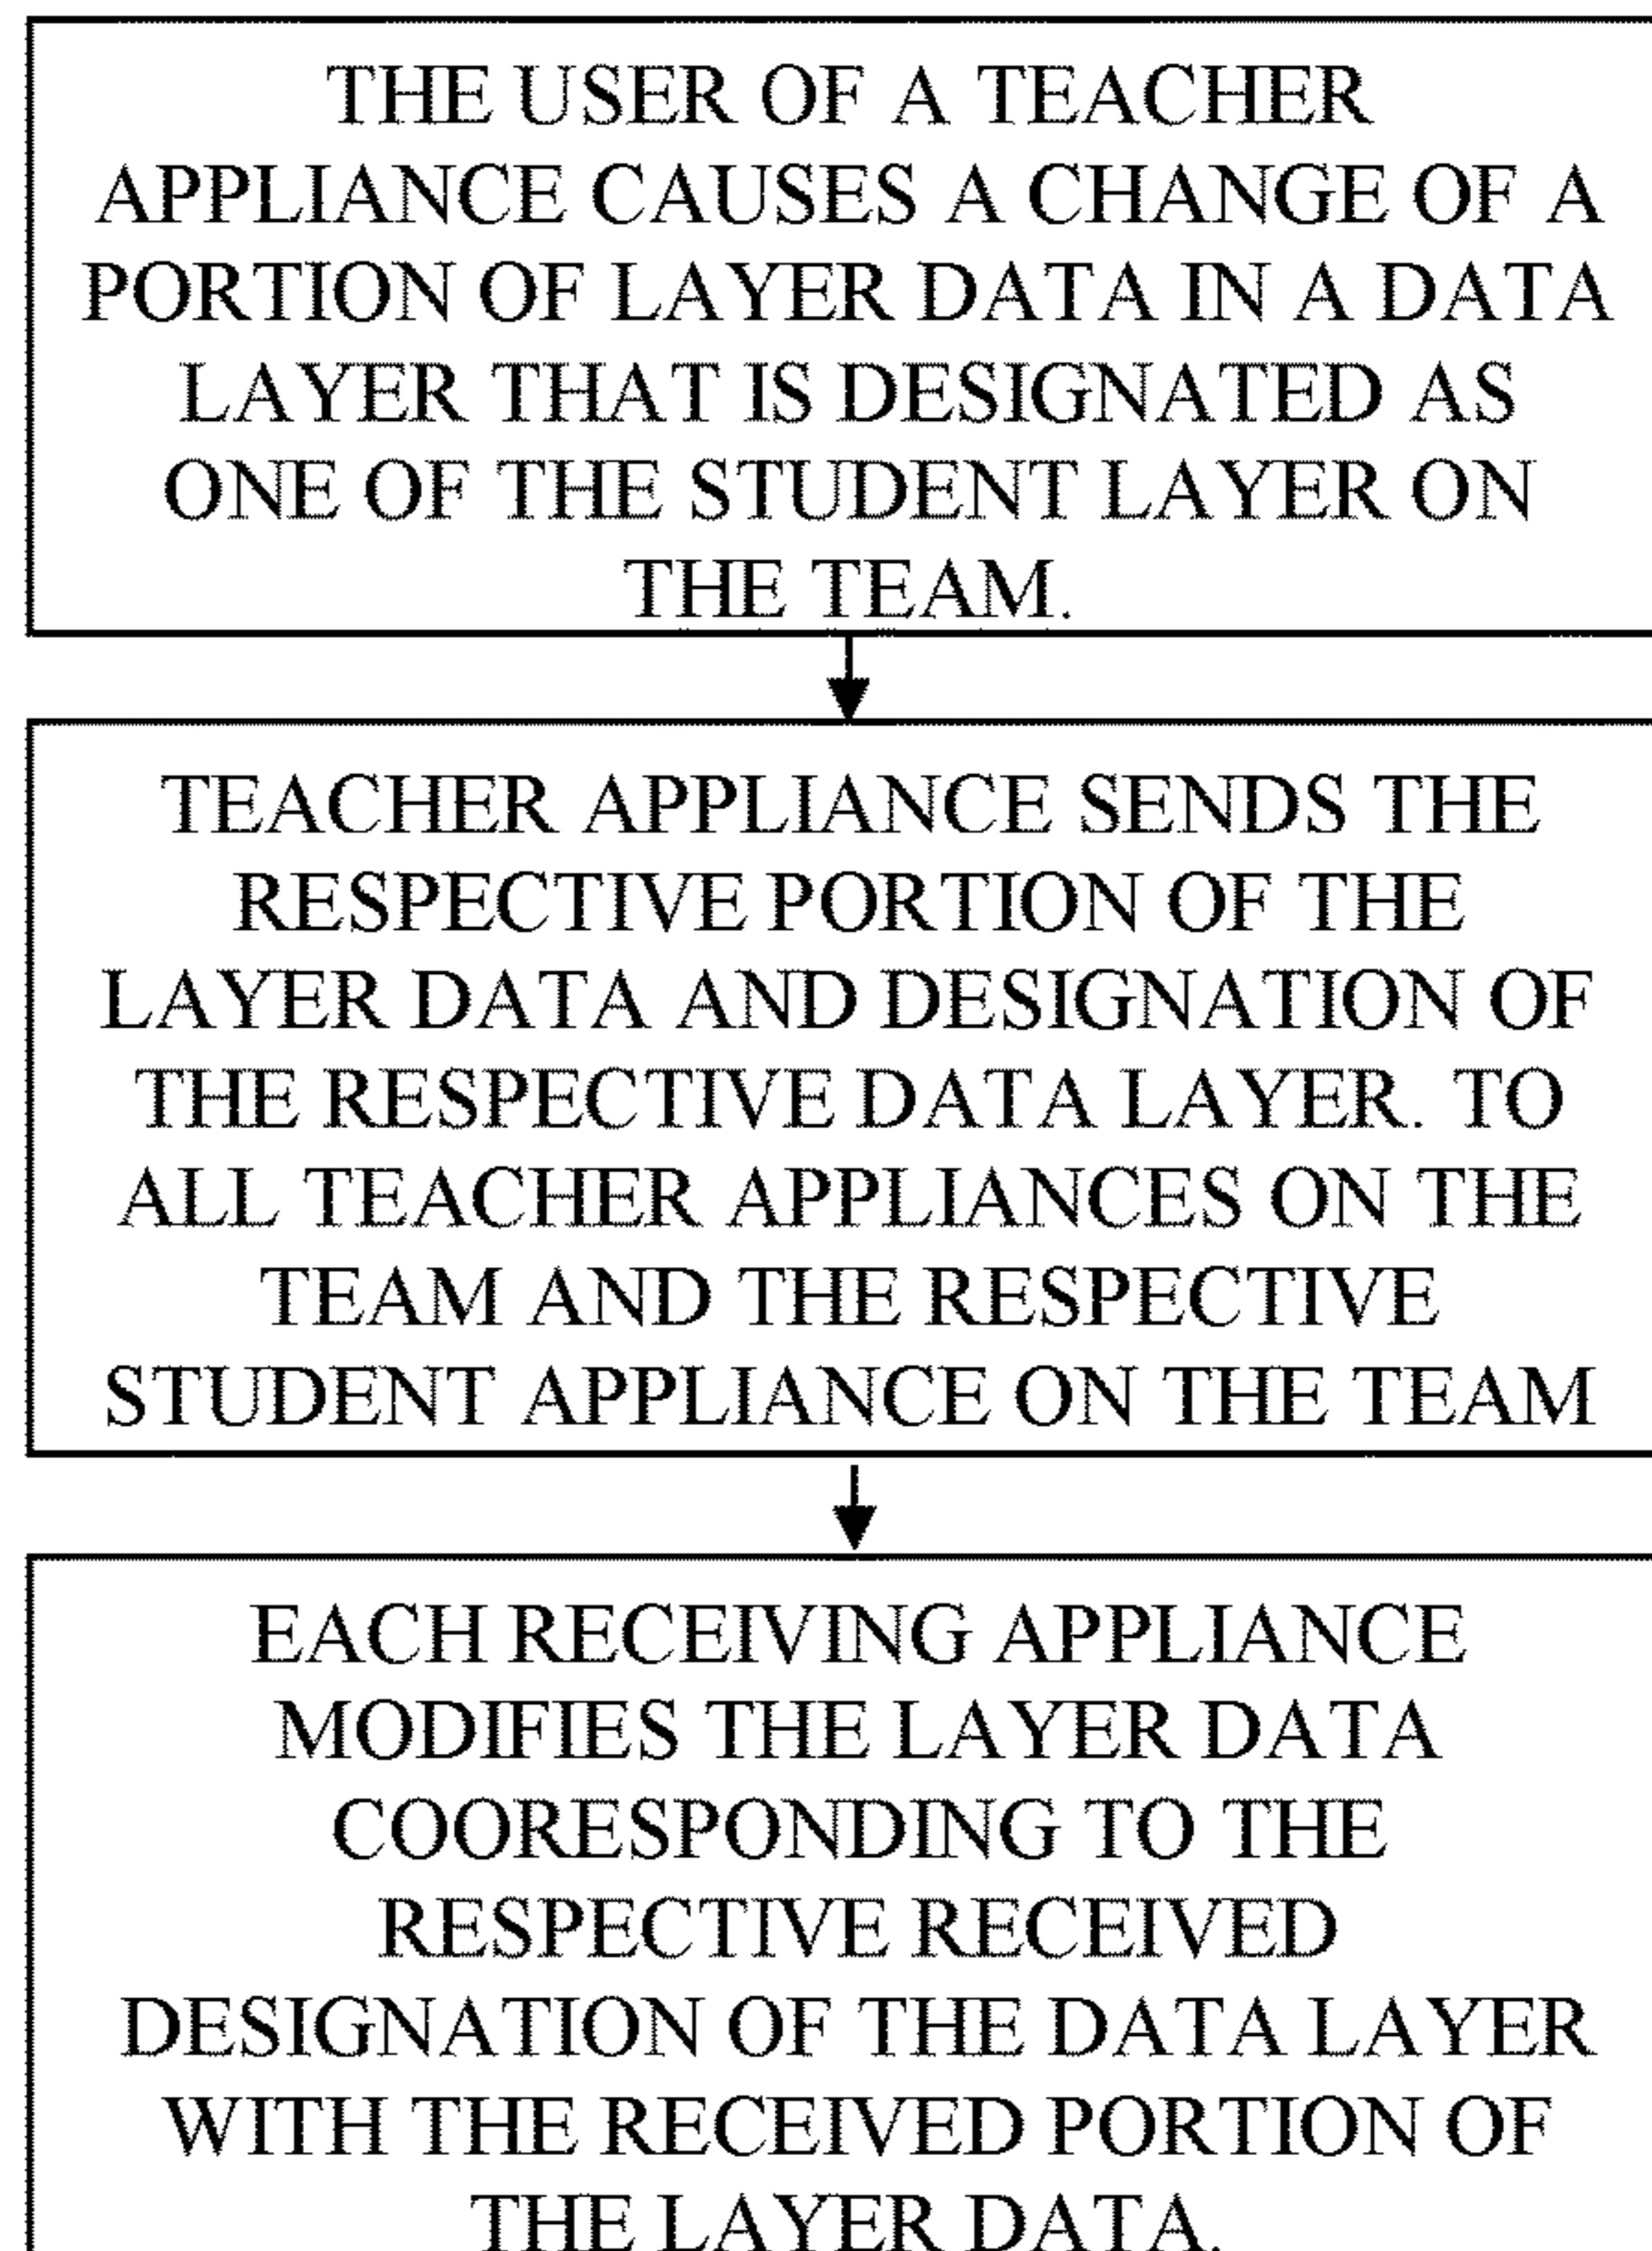 THE USER OF A TEACHER
APPLIANCE CAUSES A CHANGE OF A
PORTION OF LAYER DATA IN A DATA
LAYER THAT IS DESIGNATED AS
ONE OF THE STUDENT LAYER ON
THE TEAM.
TEACHER APPLIANCE SENDS THE
RESPECTIVE PORTION OF THE
LAYER DATA AND DESIGNATION OF
THE RESPECTIVE DATA LAYER. TO
ALL TEACHER APPLIANCES ON THE
TEAM AND THE RESPECTIVE
STUDENT APPLIANCE ON THE TEAM
EACH RECEIVING APPLIANCE
MODIFIES THE LAYER DATA
COORESPONDING TO THE
RESPECTIVE RECEIVED
DESIGNATION OF THE DATA LAYER
WITH THE RECEIVED PORTION OF
THE LAYER DATA.